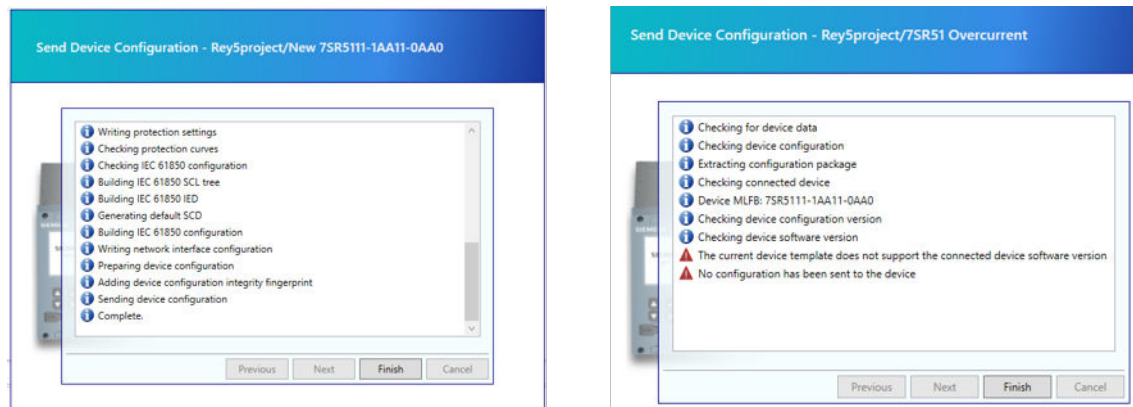 Send Device Configuration - Rey5project/New 7SR5111-1AA11-0AA0
Writing protection settings
Checking protection curves
Checking IEC 61850 configuration
Building IEC 61850 SCL tree
Building IEC 61850 IED
Generating default SCD
Building IEC 61850 configuration
Writing network interface configuration
Preparing device configuration
Adding device configuration integrity fingerprint
Sending device configuration
Complete.
Previous Next Finish Cancel
Send Device Configuration - Rey5project/7SR51 Overcurrent
Checking for device data
Checking device configuration
Extracting configuration package
Checking connected device
Device MLFB: 7SR5111-1AA11-0AA0
Checking device configuration version
Checking device software version
The current device template does not support the connected device software version
No configuration has been sent to the device
Previous Next Finish Cancel